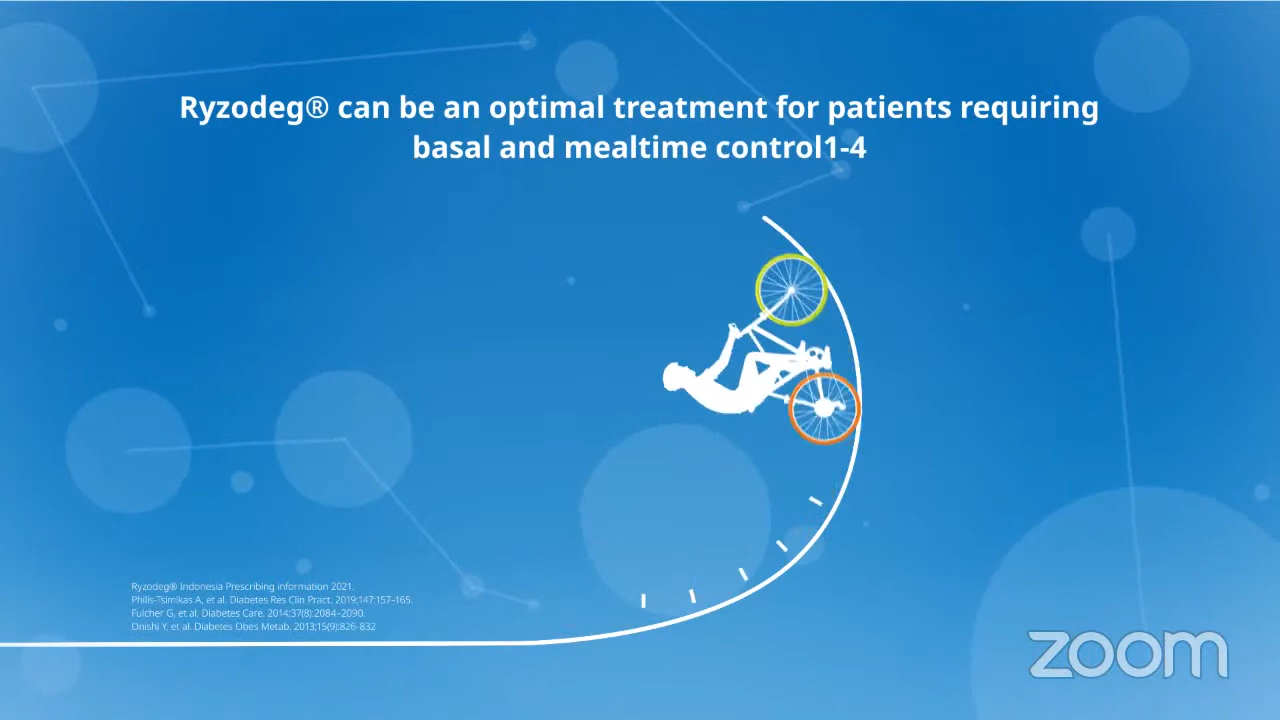 Ryzodeg® can be an optimal treatment for patients requiring
basal and mealtime control1-4
Ryzodeg® Indonesia Prescribing information 2021.
Philis-Tsimikas A, et al. Diabetes Res Clin Pract. 2019;147:157–165.
Fulcher G, et al. Diabetes Care. 2014;37(8):2084–2090.
Onishi Y, et al. Diabetes Obes Metab. 2013;15(9):826-832
zoom